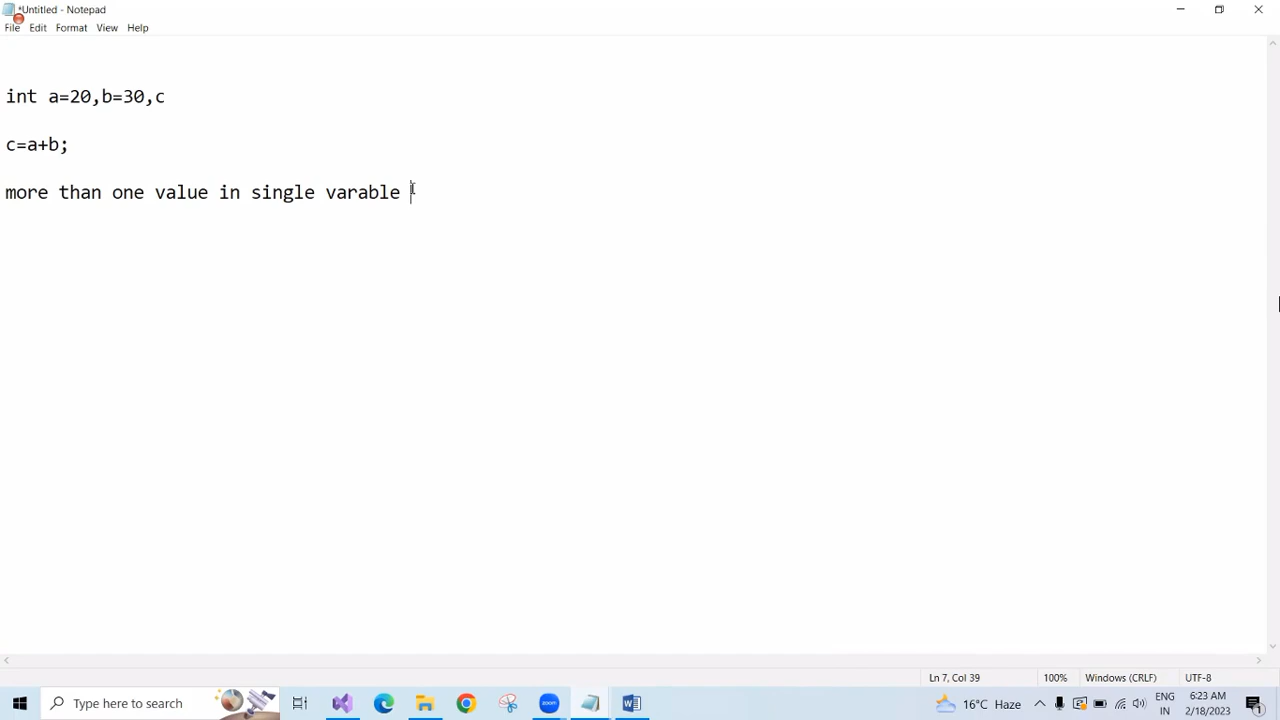 *Untitled - Notepad
File Edit Format View Help
int a=20,b=30,c
c=a+b;
more than one value in single varable
Ln 7, Col 39 100% Windows (CRLF) UTF-8
Type here to search
zoom
16°C Haze
ENG
IN
6:23 AM
2/18/2023
1